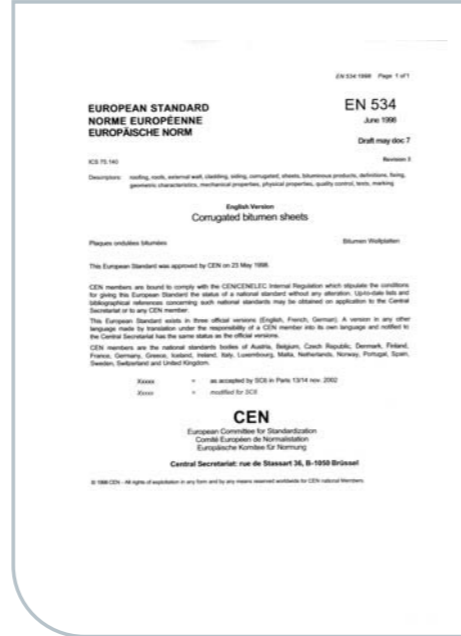 EN 534:1998 Page 1 of 1
EUROPEAN STANDARD
NORME EUROPÉENNE
EUROPÄISCHE NORM
EN 534
June 1998
Draft may doc 7
ICS 75.140
Revision 3
Descriptors: roofing, roofs, external wall, cladding, siding, corrugated, sheets, bituminous products, definitions, fixing,
geometric characteristics, mechanical properties, physical properties, quality control, tests, marking
English Version
Corrugated bitumen sheets
Plaques ondulées bitumées
Bitumen Wellplatten
This European Standard was approved by CEN on 23 May 1998.
CEN members are bound to comply with the CEN/CENELEC Internal Regulation which stipulate the conditions
for giving this European Standard the status of a national standard without any alteration. Up-to-date lists and
bibliographical references concerning such national standards may be obtained on application to the Central
Secretariat or to any CEN member.
This European Standard exists in three official versions (English, French, German). A version in any other
language made by translation under the responsibility of a CEN member into its own language and notified to
the Central Secretariat has the same status as the official versions.
CEN members are the national standards bodies of Austria, Belgium, Czech Republic, Denmark, Finland,
France, Germany, Greece, Iceland, Ireland, Italy, Luxembourg, Malta, Netherlands, Norway, Portugal, Spain,
Sweden, Switzerland and United Kingdom.
Xxxxx = as accepted by SC6 in Paris 13/14 nov. 2002
Xxxxx = modified for SC6
CEN
European Committee for Standardization
Comité Européen de Normalisation
Europäische Komitee für Normung
Central Secretariat: rue de Stassart 36, B-1050 Brüssel
© 1998 CEN - All rights of exploitation in any form and by any means reserved worldwide for CEN national Members.